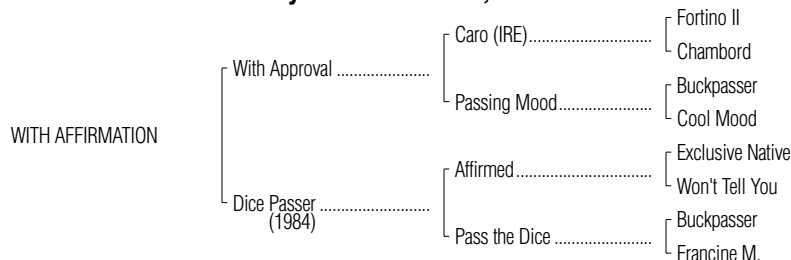 Fortino II
Caro (IRE)
Chambord
With Approval
Buckpasser
Passing Mood
Cool Mood
WITH AFFIRMATION
Exclusive Native
Affirmed
Won't Tell You
Dice Passer
(1984)
Buckpasser
Pass the Dice
Francine M.